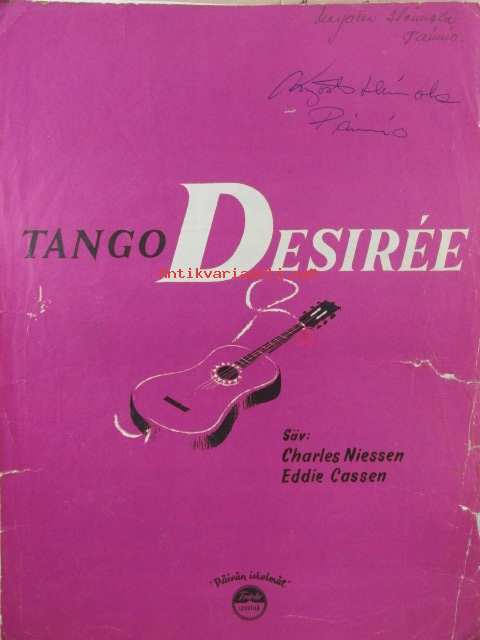 TANGO DESIRÉE
Antikvariaatti.net
Säv:
Charles Niessen
Eddie Cassen
"Päivän iskelmät"